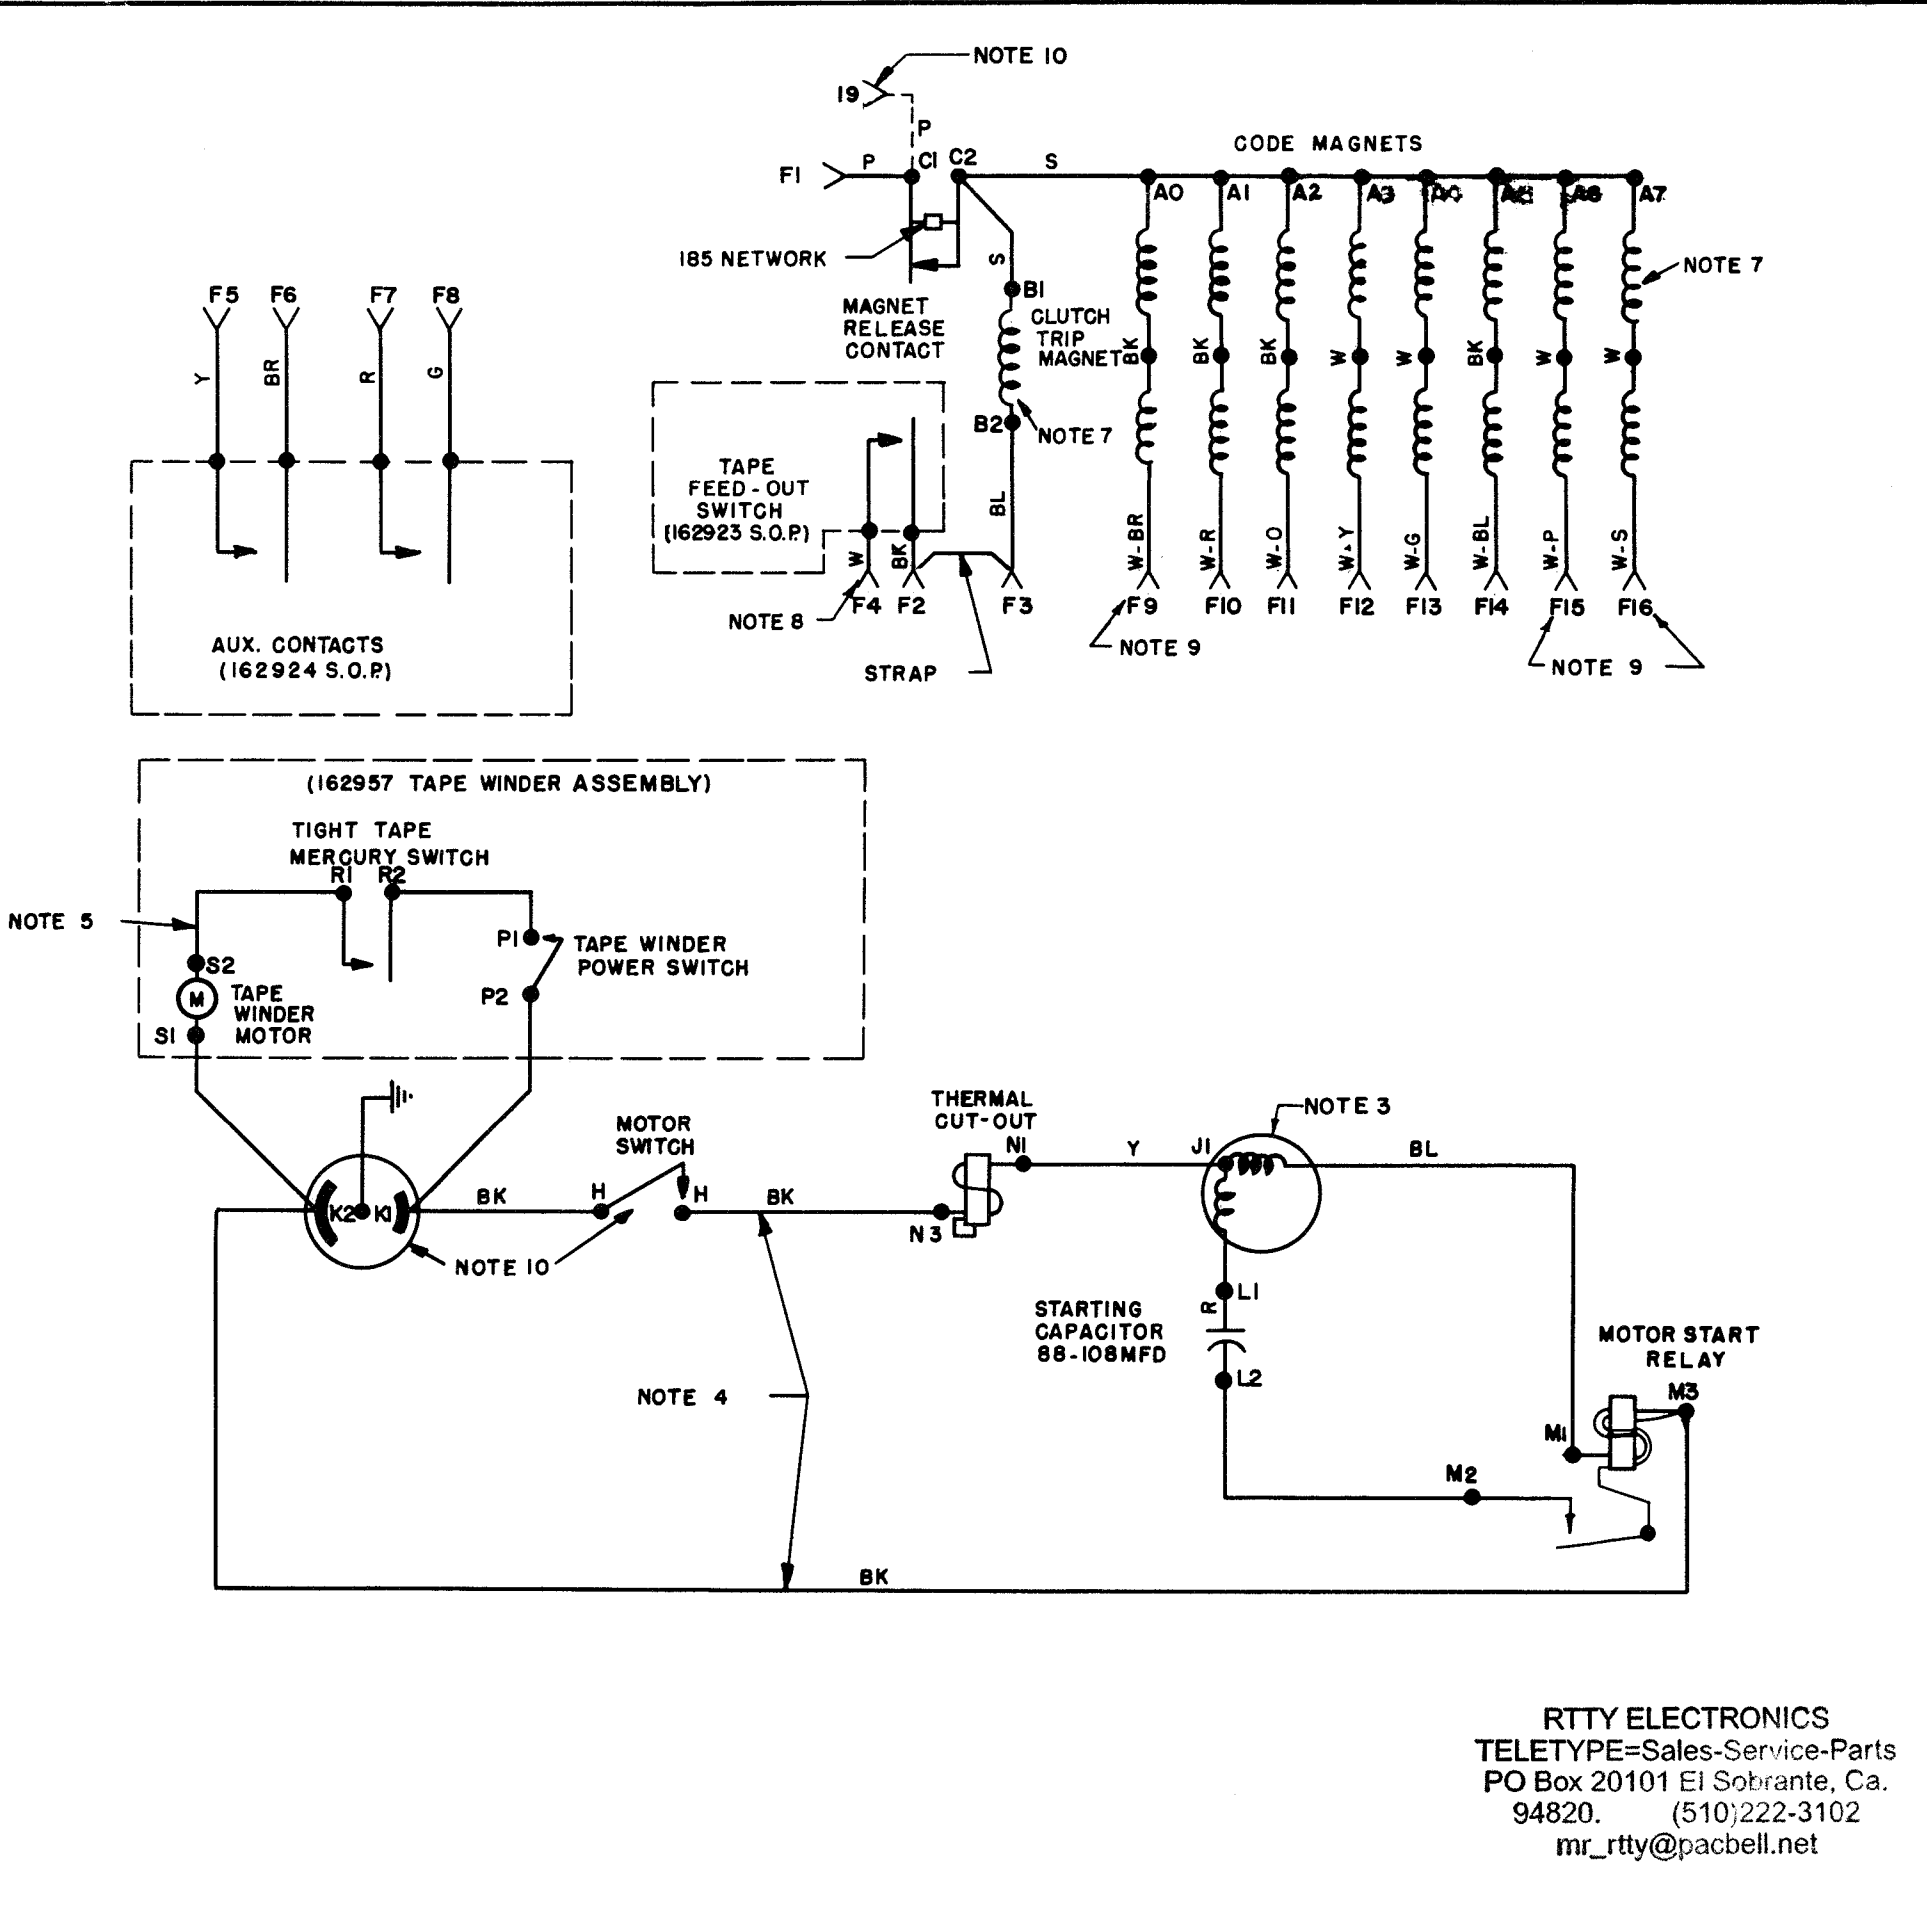 NOTE 10
19
P
F1
P
C1
C2
S
CODE MAGNETS
A0
A1
A2
A3
A4
A5
A6
A7
185 NETWORK
S
NOTE 7
MAGNET
RELEASE
CONTACT
B1
CLUTCH
TRIP
MAGNET
BK
BK
BK
W
W
BK
W
W
F5
F6
F7
F8
Y
BR
R
G
B2
NOTE 7
TAPE
FEED-OUT
SWITCH
(162923 S.O.P.)
W
BK
BL
W-BR
W-R
W-O
W-Y
W-G
W-BL
W-P
W-S
F4
F2
F3
F9
F10
F11
F12
F13
F14
F15
F16
NOTE 8
NOTE 9
NOTE 9
STRAP
AUX. CONTACTS
(162924 S.O.P.)
(162957 TAPE WINDER ASSEMBLY)
TIGHT TAPE
MERCURY SWITCH
R1
R2
NOTE 5
P1
TAPE WINDER
POWER SWITCH
P2
S2
M
TAPE
WINDER
MOTOR
S1
MOTOR
SWITCH
THERMAL
CUT-OUT
N1
Y
J1
NOTE 3
BL
K2
K1
BK
H
H
BK
N3
NOTE 10
L1
R
STARTING
CAPACITOR
88-108MFD
L2
MOTOR START
RELAY
M3
M1
M2
NOTE 4
BK
RTTY ELECTRONICS
TELETYPE=Sales-Service-Parts
PO Box 20101 El Sobrante, Ca.
94820. (510)222-3102
mr_rtty@pacbell.net